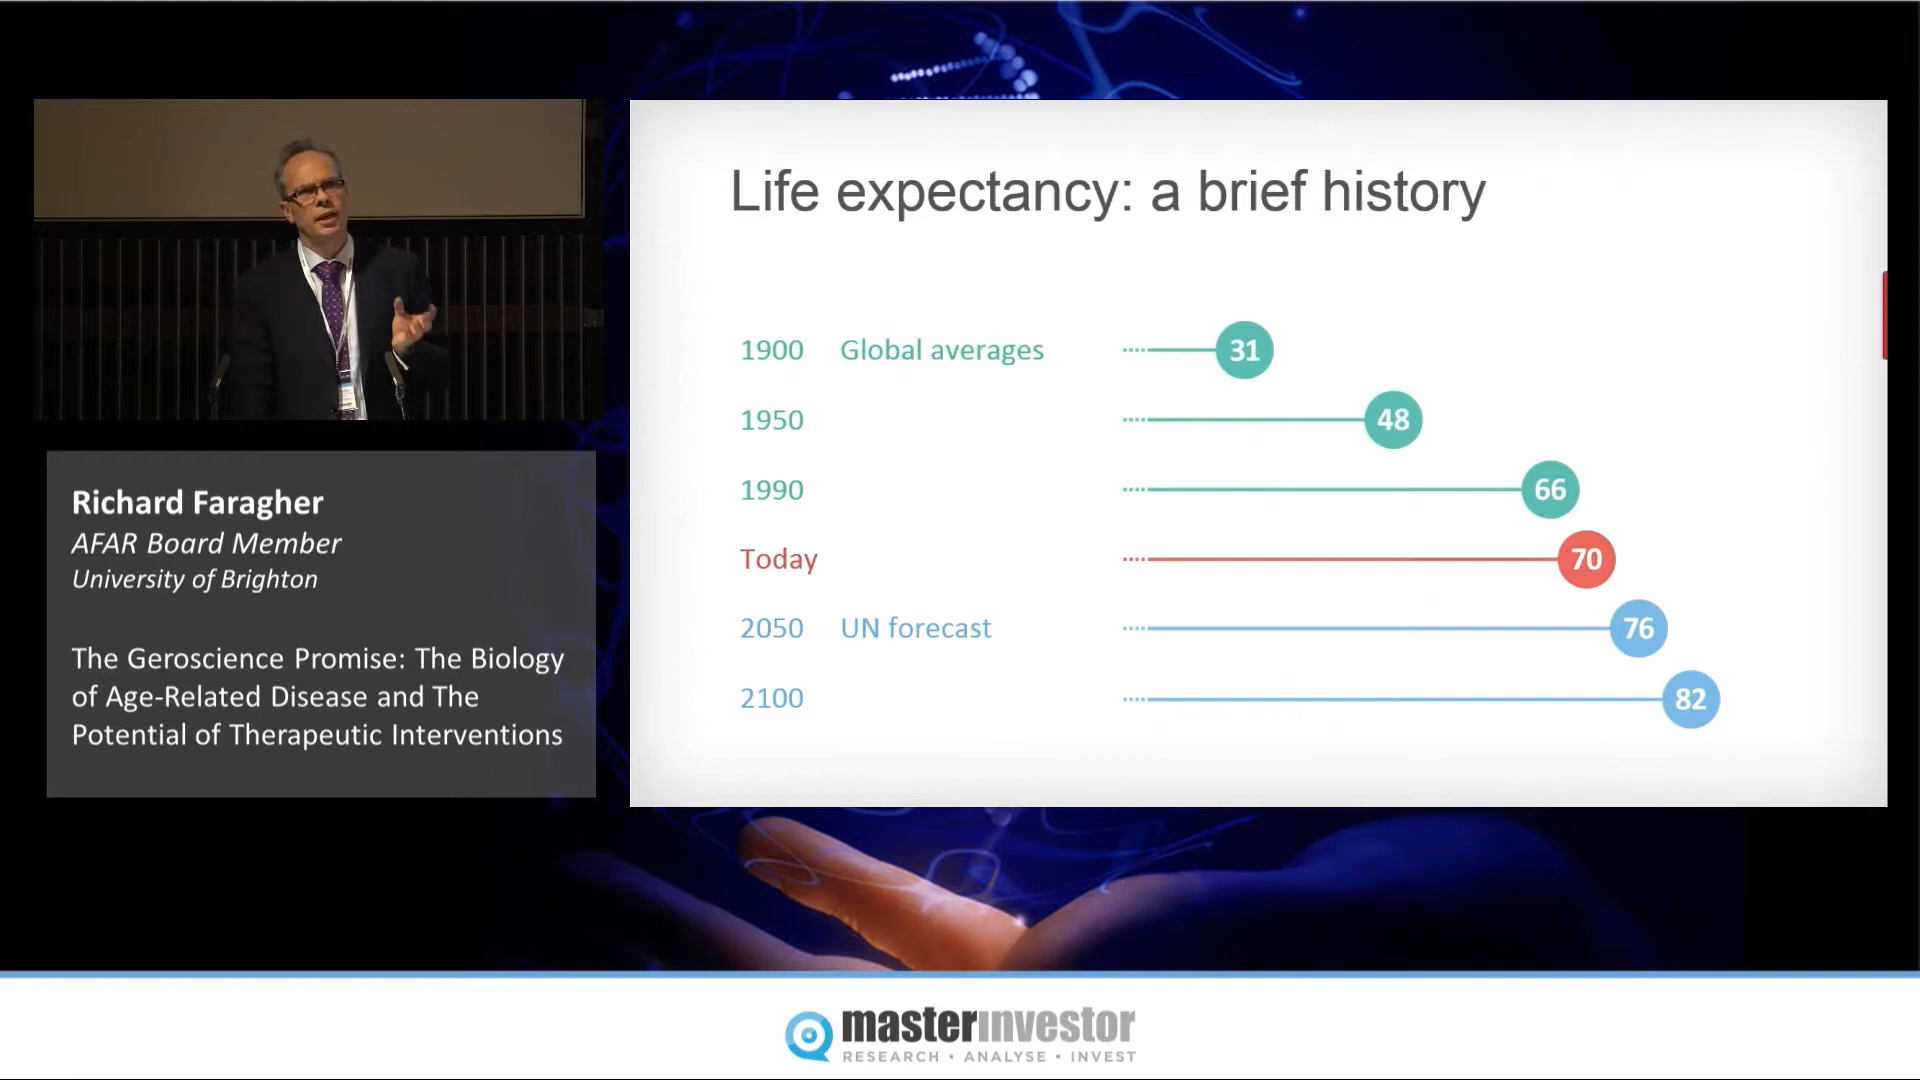 Life expectancy: a brief history
1900 Global averages 31
1950 48
1990 66
Today 70
2050 UN forecast 76
2100 82
Richard Faragher
AFAR Board Member
University of Brighton
The Geroscience Promise: The Biology
of Age-Related Disease and The
Potential of Therapeutic Interventions
masterinvestor
RESEARCH • ANALYSE • INVEST